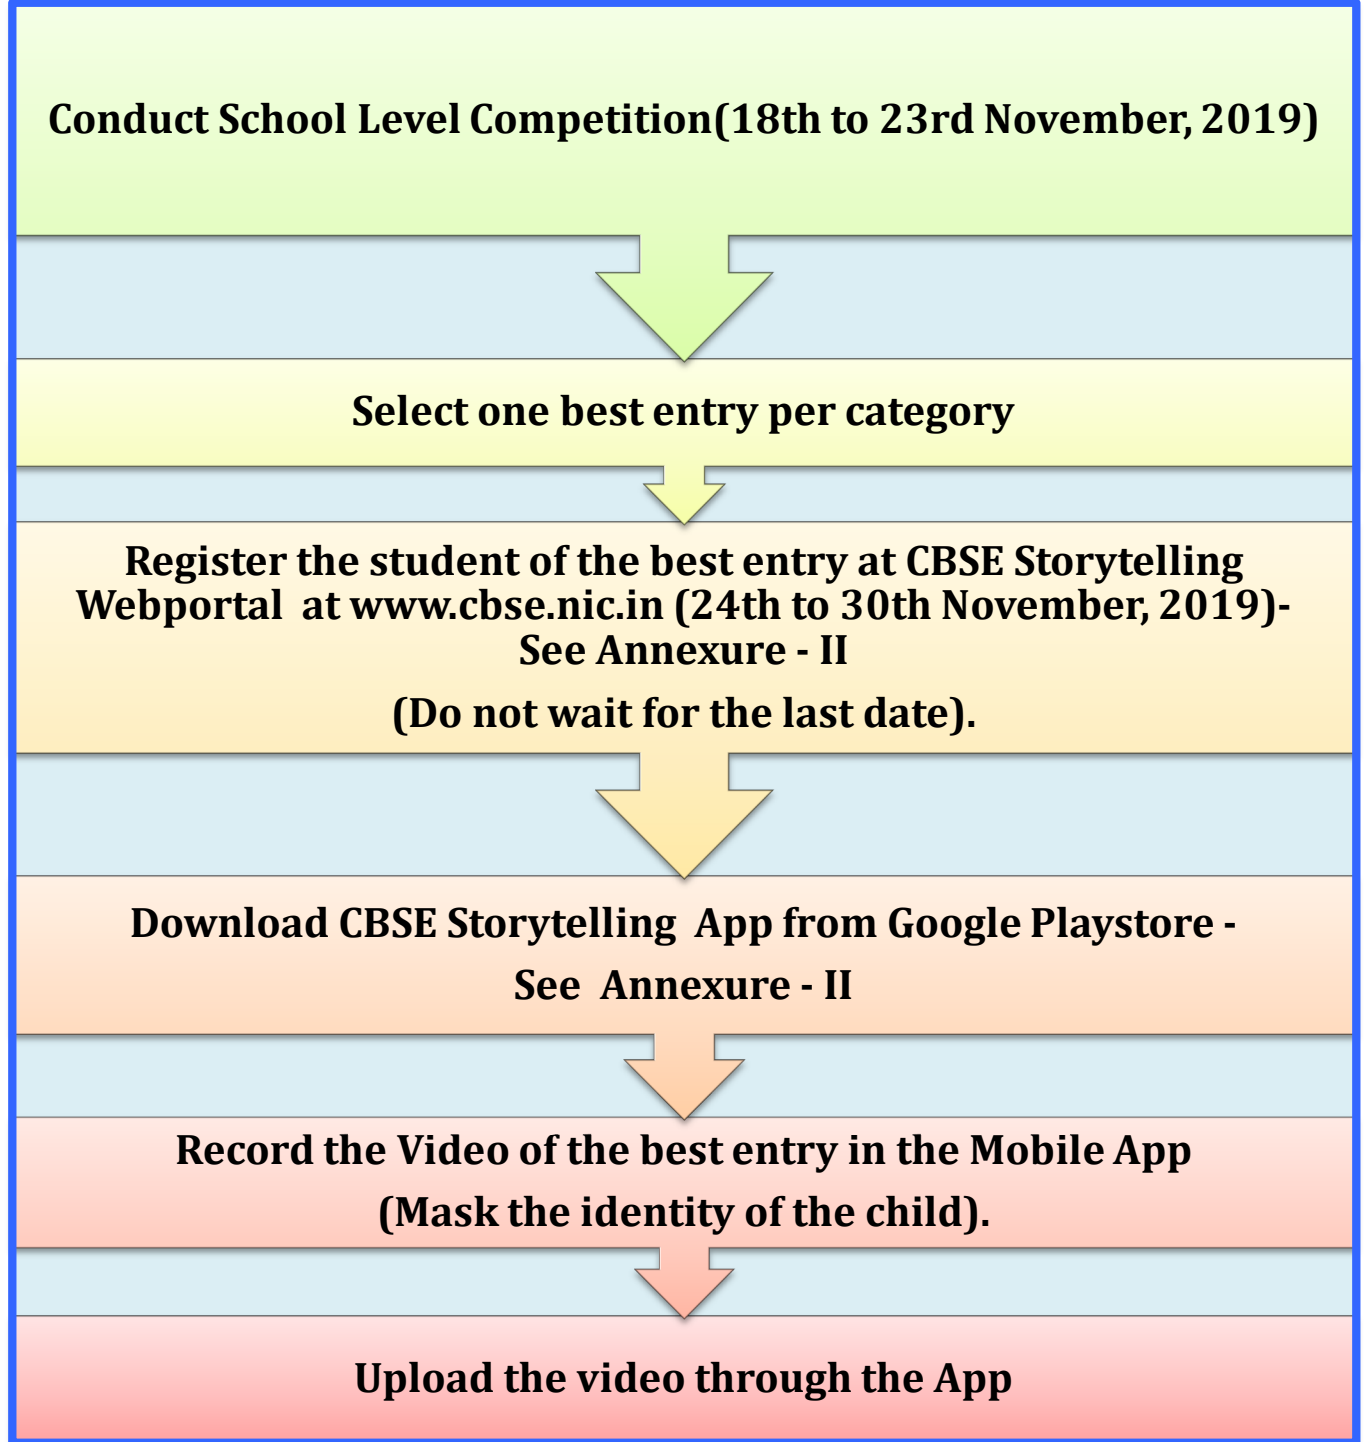 Conduct School Level Competition(18th to 23rd November, 2019)
Select one best entry per category
Register the student of the best entry at CBSE Storytelling
Webportal at www.cbse.nic.in (24th to 30th November, 2019)-
See Annexure - II
(Do not wait for the last date).
Download CBSE Storytelling App from Google Playstore -
See Annexure - II
Record the Video of the best entry in the Mobile App
(Mask the identity of the child).
Upload the video through the App